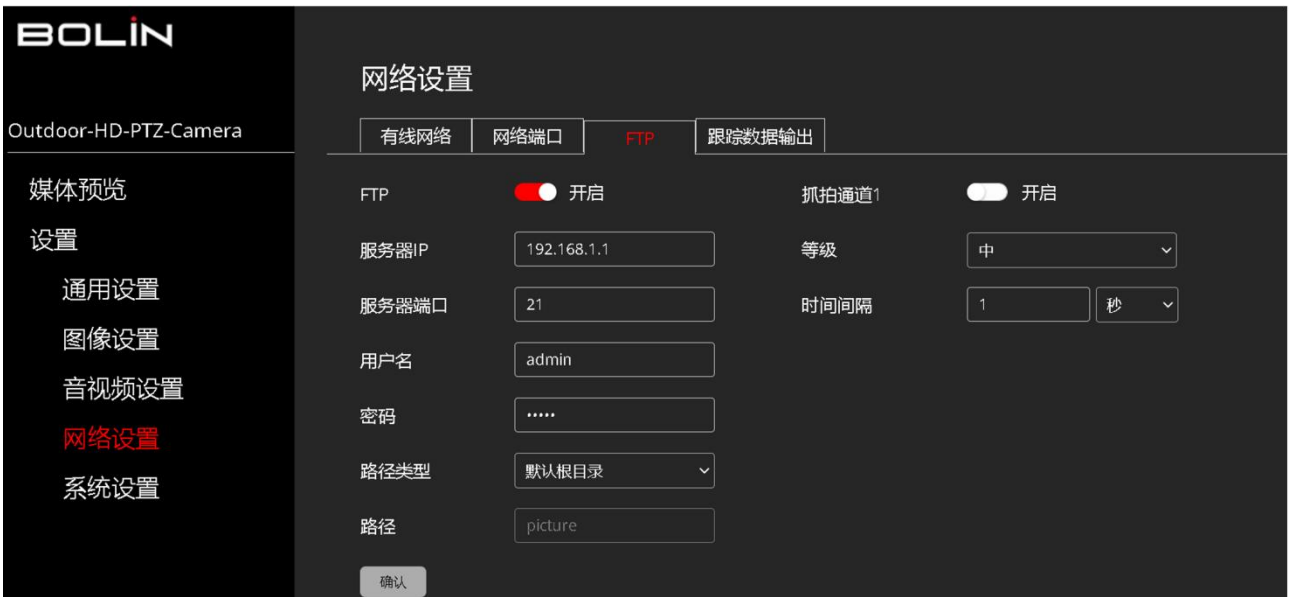 BOLIN
Outdoor-HD-PTZ-Camera
媒体预览
设置
通用设置
图像设置
音视频设置
网络设置
系统设置
网络设置
有线网络 网络端口 FTP 跟踪数据输出
FTP 开启 抓拍通道1 开启
服务器IP 192.168.1.1 等级 中
服务器端口 21 时间间隔 1 秒
用户名 admin
密码 •••••
路径类型 默认根目录
路径 picture
确认